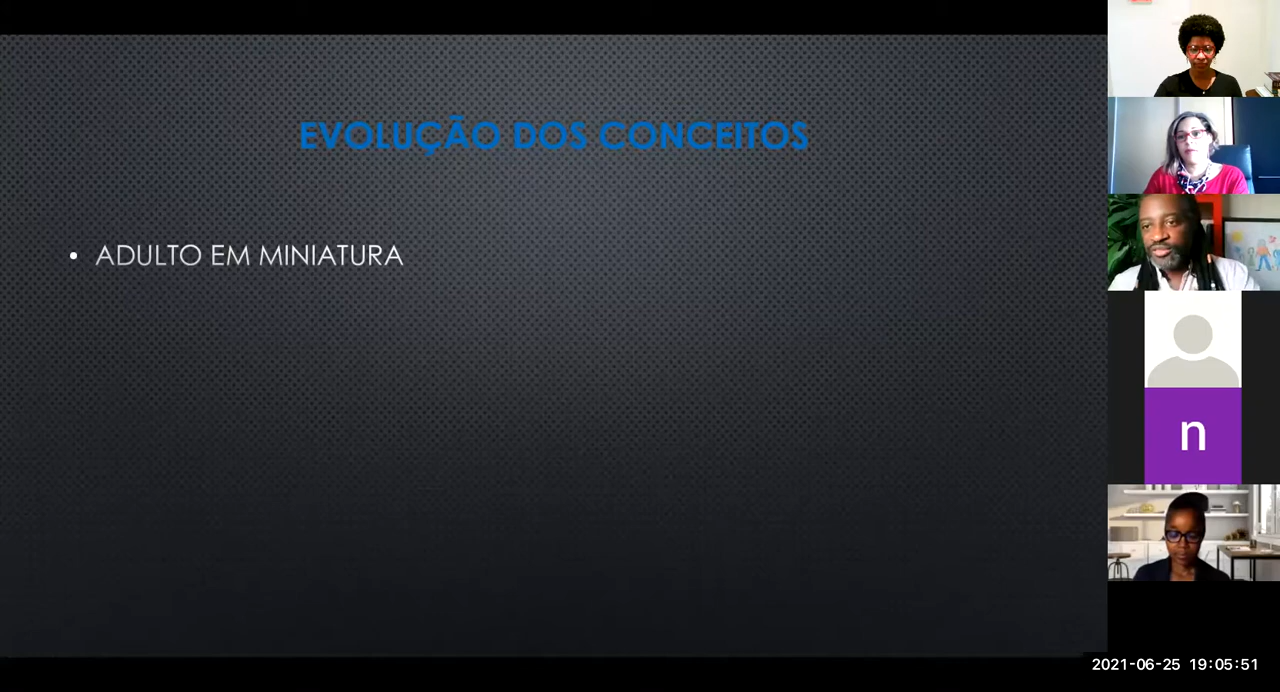 EVOLUÇÃO DOS CONCEITOS
• ADULTO EM MINIATURA
n
2021-06-25 19:05:51